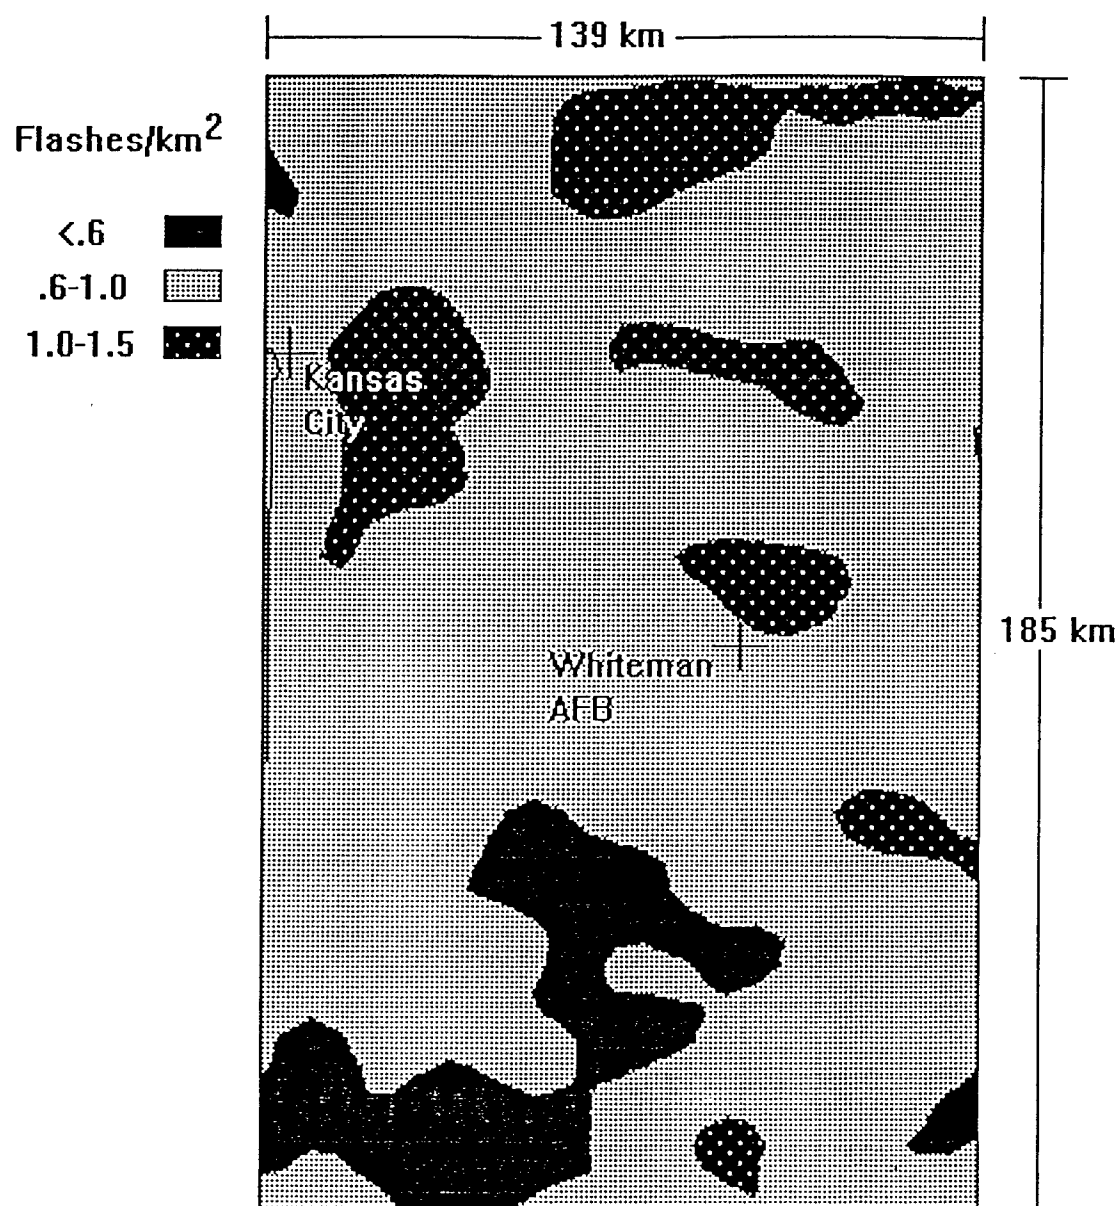 139 km
Flashes/km²
<.6
.6-1.0
1.0-1.5
Kansas
City
185 km
Whiteman
AFB